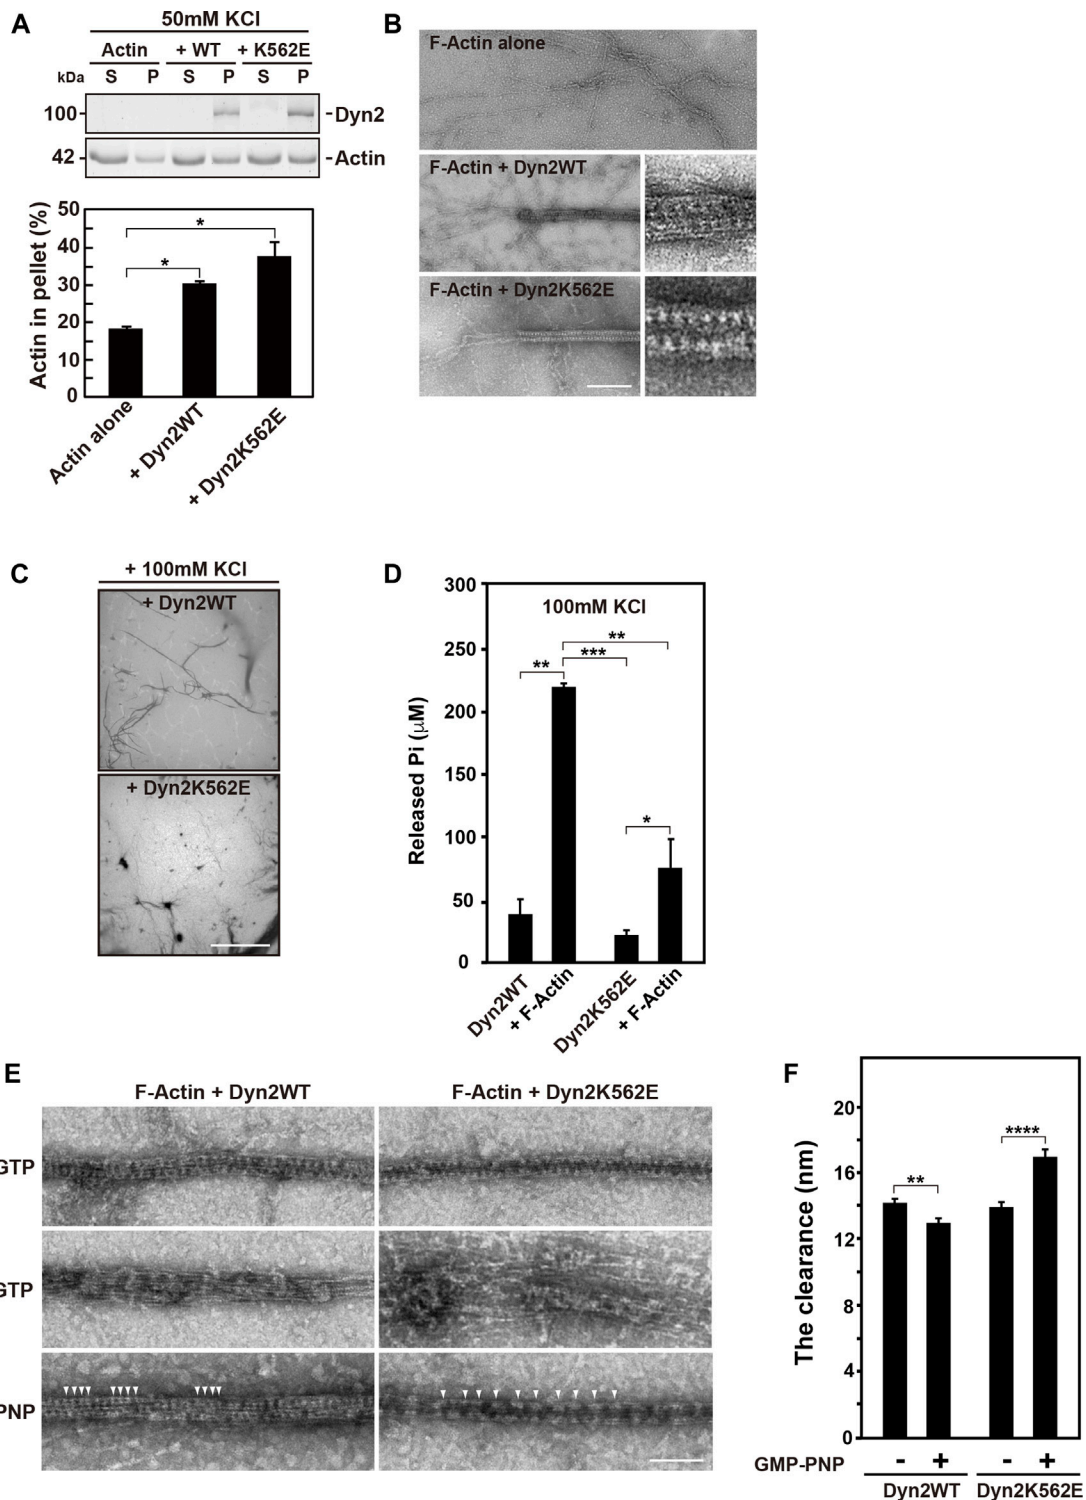 A
50mM KCl
Actin + WT + K562E
kDa S P S P S P
100 - -Dyn2
42 - -Actin
Actin in pellet (%)
50
40
30
20
10
0
* *
Actin alone
+ Dyn2WT
+ Dyn2K562E
B
F-Actin alone
F-Actin + Dyn2WT
F-Actin + Dyn2K562E
C
+ 100mM KCl
+ Dyn2WT
+ Dyn2K562E
D
100mM KCl
Released Pi (μM)
300
250
200
150
100
50
0
**
***
**
*
Dyn2WT
+ F-Actin
Dyn2K562E
+ F-Actin
E
F-Actin + Dyn2WT F-Actin + Dyn2K562E
GTP
GTP
PNP
F
The clearance (nm)
20
16
12
8
4
0
**
****
GMP-PNP - + - +
Dyn2WT Dyn2K562E